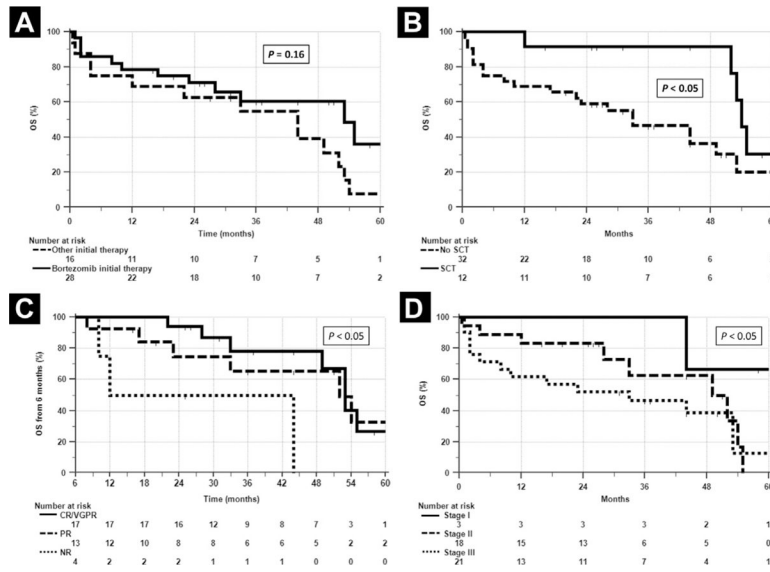 A
100
80
60
40
20
0
OS (%)
P = 0.16
0 12 24 36 48 60
Time (months)
Number at risk
Other initial therapy
16 11 10 7 5 1
Bortezomib initial therapy
28 22 18 10 7 2
B
100
80
60
40
20
0
OS (%)
P < 0.05
0 12 24 36 48 60
Months
Number at risk
No SCT
32 22 18 10 6
SCT
12 11 10 7 6
C
100
80
60
40
20
0
OS from 6 months (%)
P < 0.05
6 12 18 24 30 36 42 48 54 60
Time (months)
Number at risk
CR/VGPR
17 17 17 16 12 9 8 7 3 1
PR
13 12 10 8 8 6 6 5 2 2
NR
4 2 2 2 1 1 1 0 0 0
D
100
80
60
40
20
0
OS (%)
P < 0.05
0 12 24 36 48 60
Months
Number at risk
Stage I
3 3 3 3 2 1
Stage II
18 15 13 6 5 0
Stage III
21 13 11 7 4 1